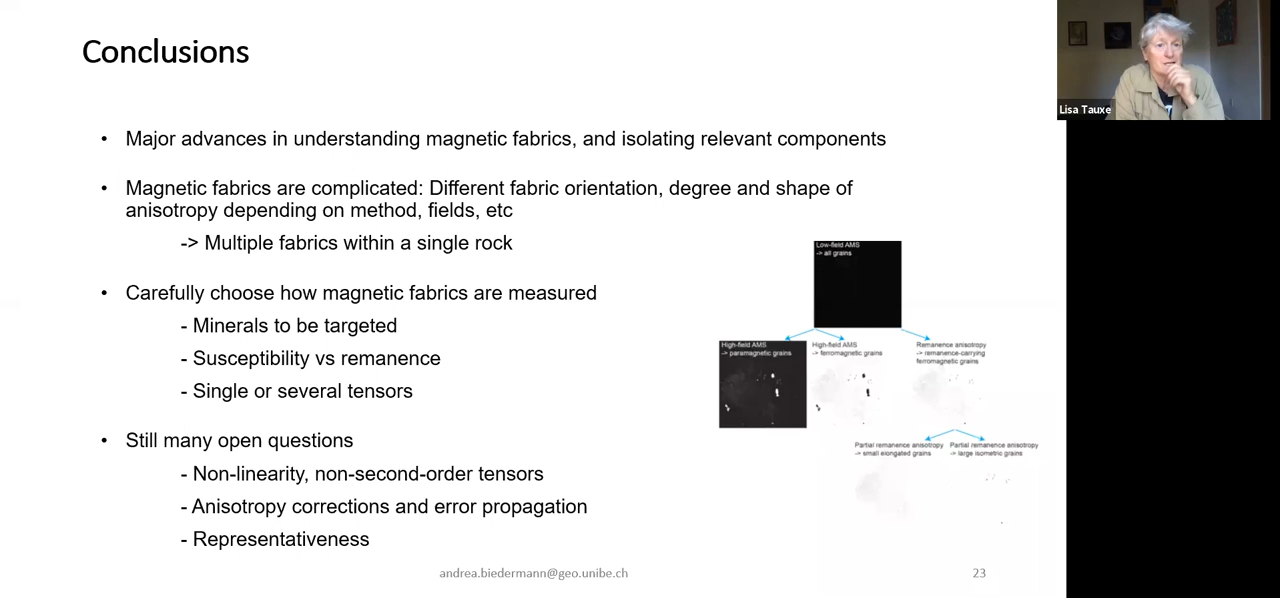 Conclusions
Lisa Tauxe
• Major advances in understanding magnetic fabrics, and isolating relevant components
• Magnetic fabrics are complicated: Different fabric orientation, degree and shape of
anisotropy depending on method, fields, etc
-> Multiple fabrics within a single rock
• Carefully choose how magnetic fabrics are measured
- Minerals to be targeted
- Susceptibility vs remanence
- Single or several tensors
• Still many open questions
- Non-linearity, non-second-order tensors
- Anisotropy corrections and error propagation
- Representativeness
Low-field AMS
-> all grains
High-field AMS
-> paramagnetic grains
High-field AMS
-> ferromagnetic grains
Remanence anisotropy
-> remanence-carrying
ferromagnetic grains
Partial remanence anisotropy
-> small elongated grains
Partial remanence anisotropy
-> large isometric grains
andrea.biedermann@geo.unibe.ch
23